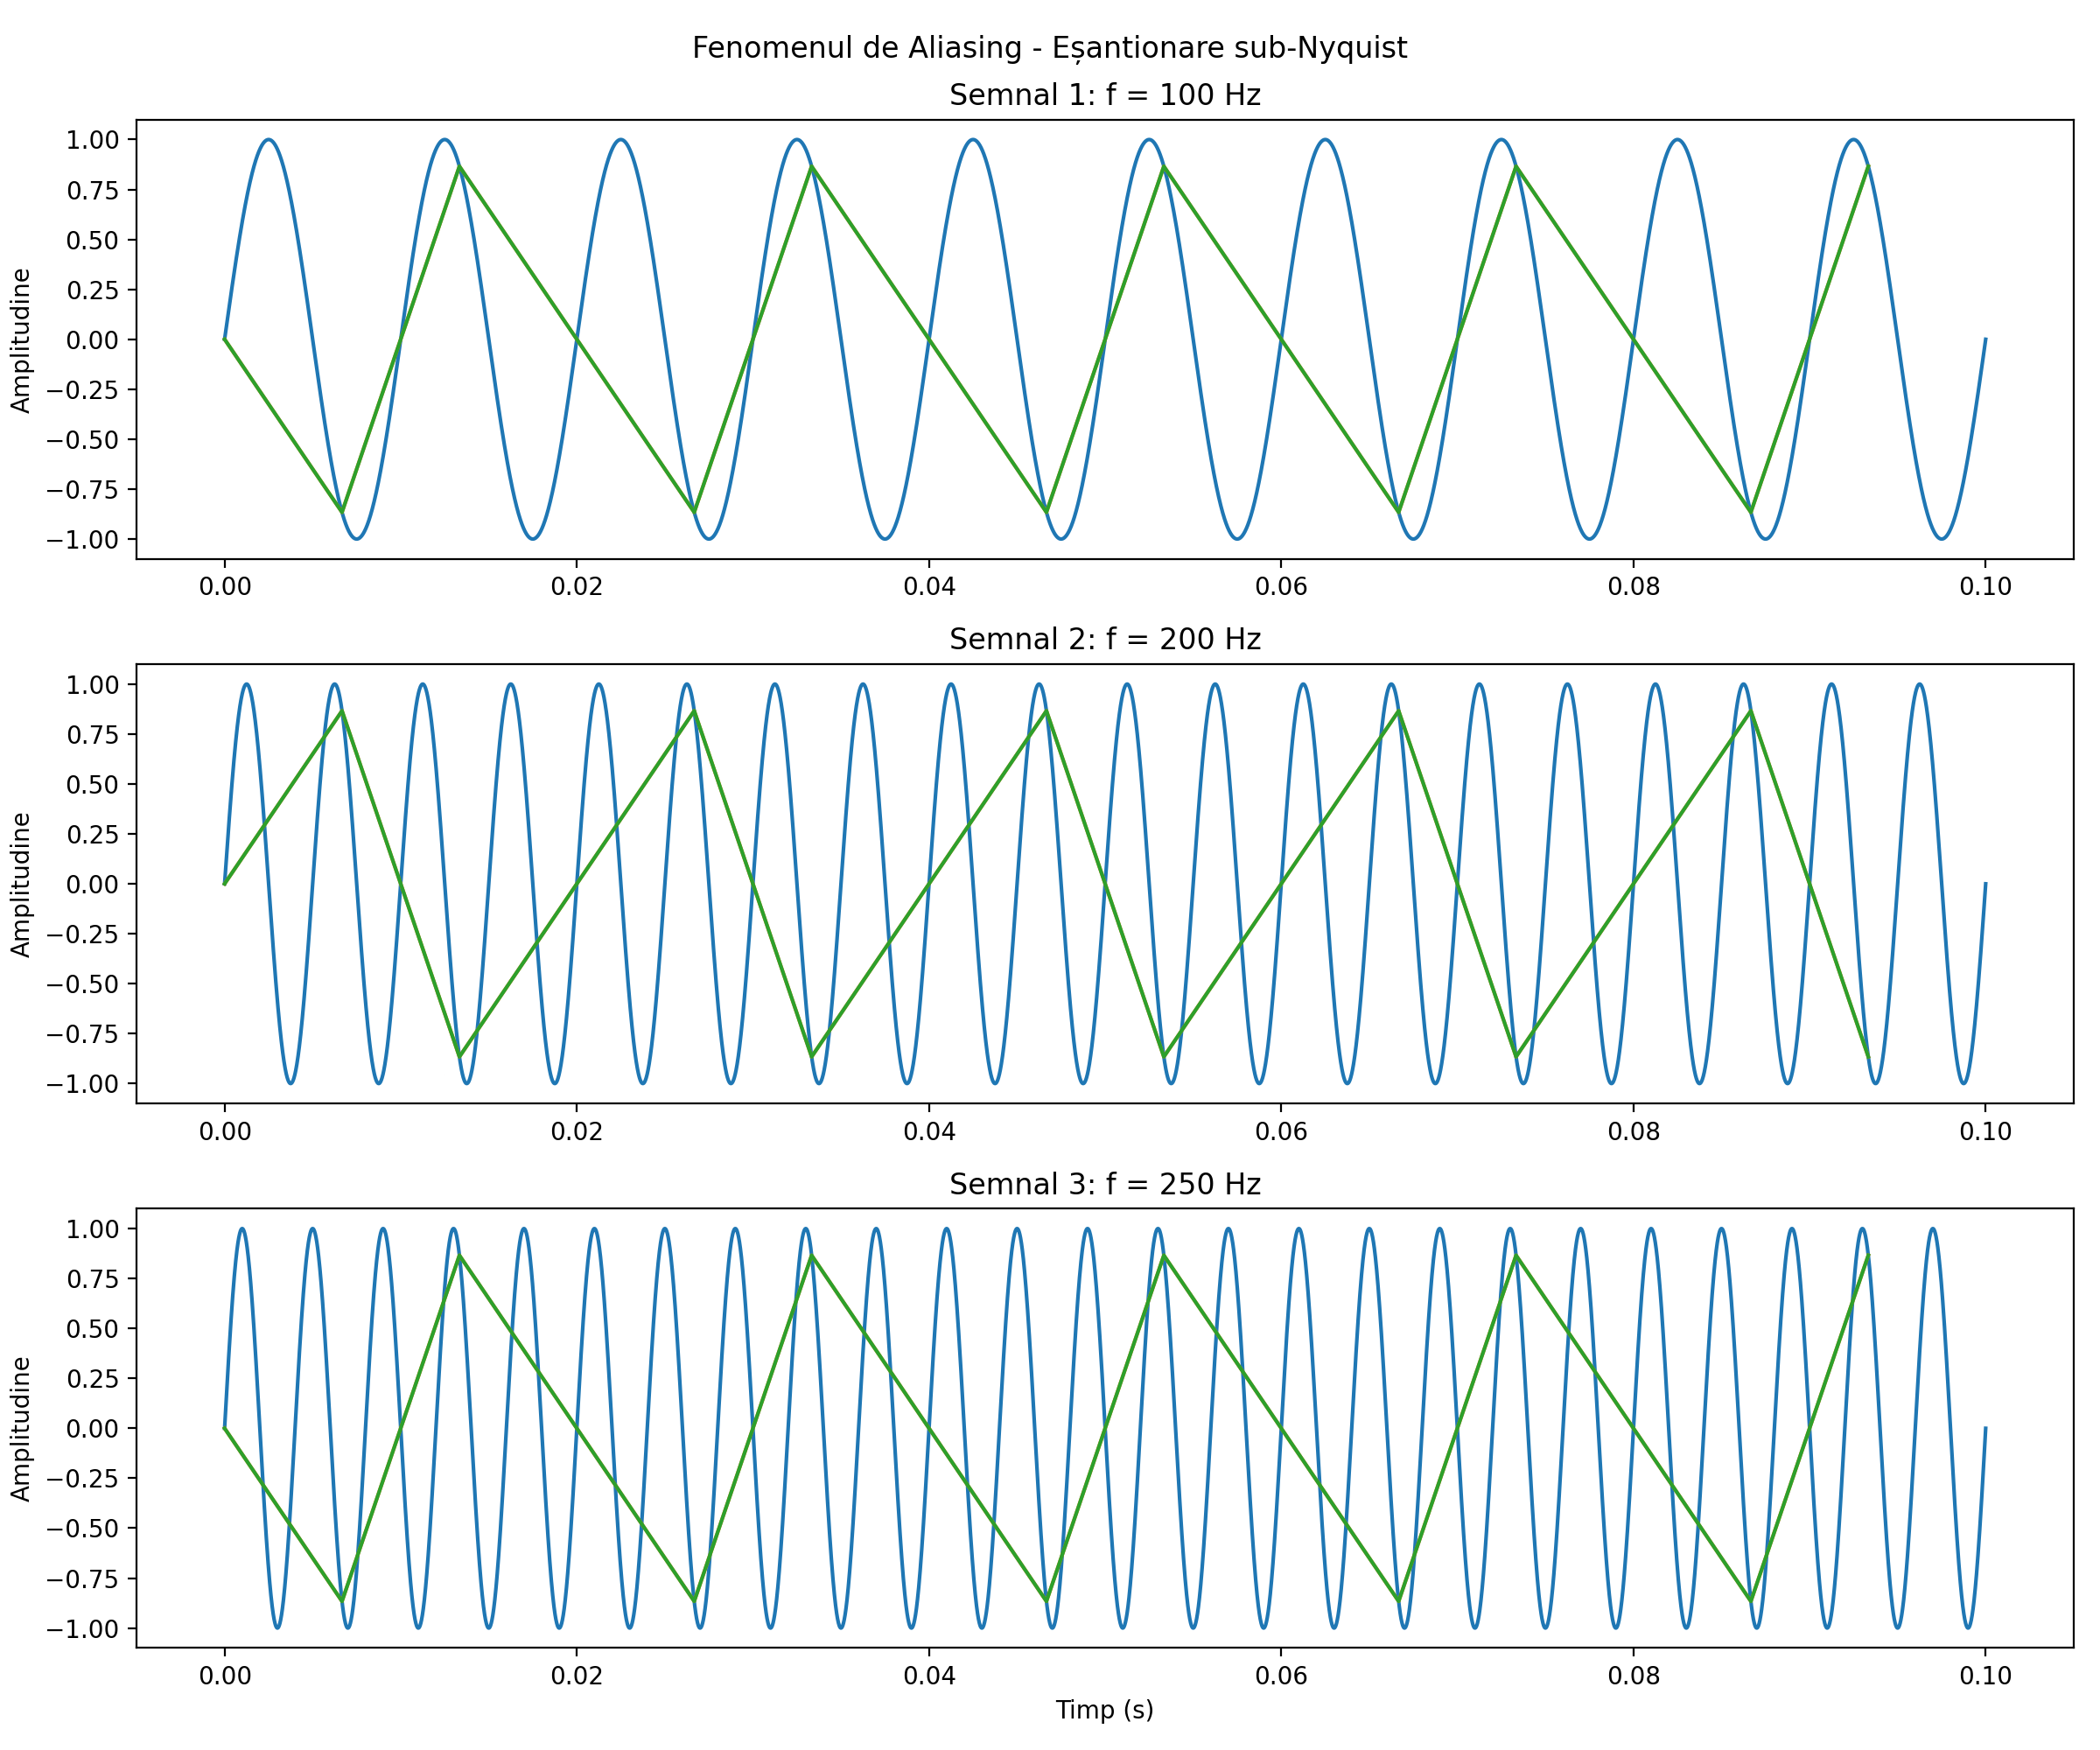 Fenomenul de Aliasing - Eșantionare sub-Nyquist
Semnal 1: f = 100 Hz
Amplitudine
1.00
0.75
0.50
0.25
0.00
−0.25
−0.50
−0.75
−1.00
0.00 0.02 0.04 0.06 0.08 0.10
Semnal 2: f = 200 Hz
Amplitudine
1.00
0.75
0.50
0.25
0.00
−0.25
−0.50
−0.75
−1.00
0.00 0.02 0.04 0.06 0.08 0.10
Semnal 3: f = 250 Hz
Amplitudine
1.00
0.75
0.50
0.25
0.00
−0.25
−0.50
−0.75
−1.00
0.00 0.02 0.04 0.06 0.08 0.10
Timp (s)